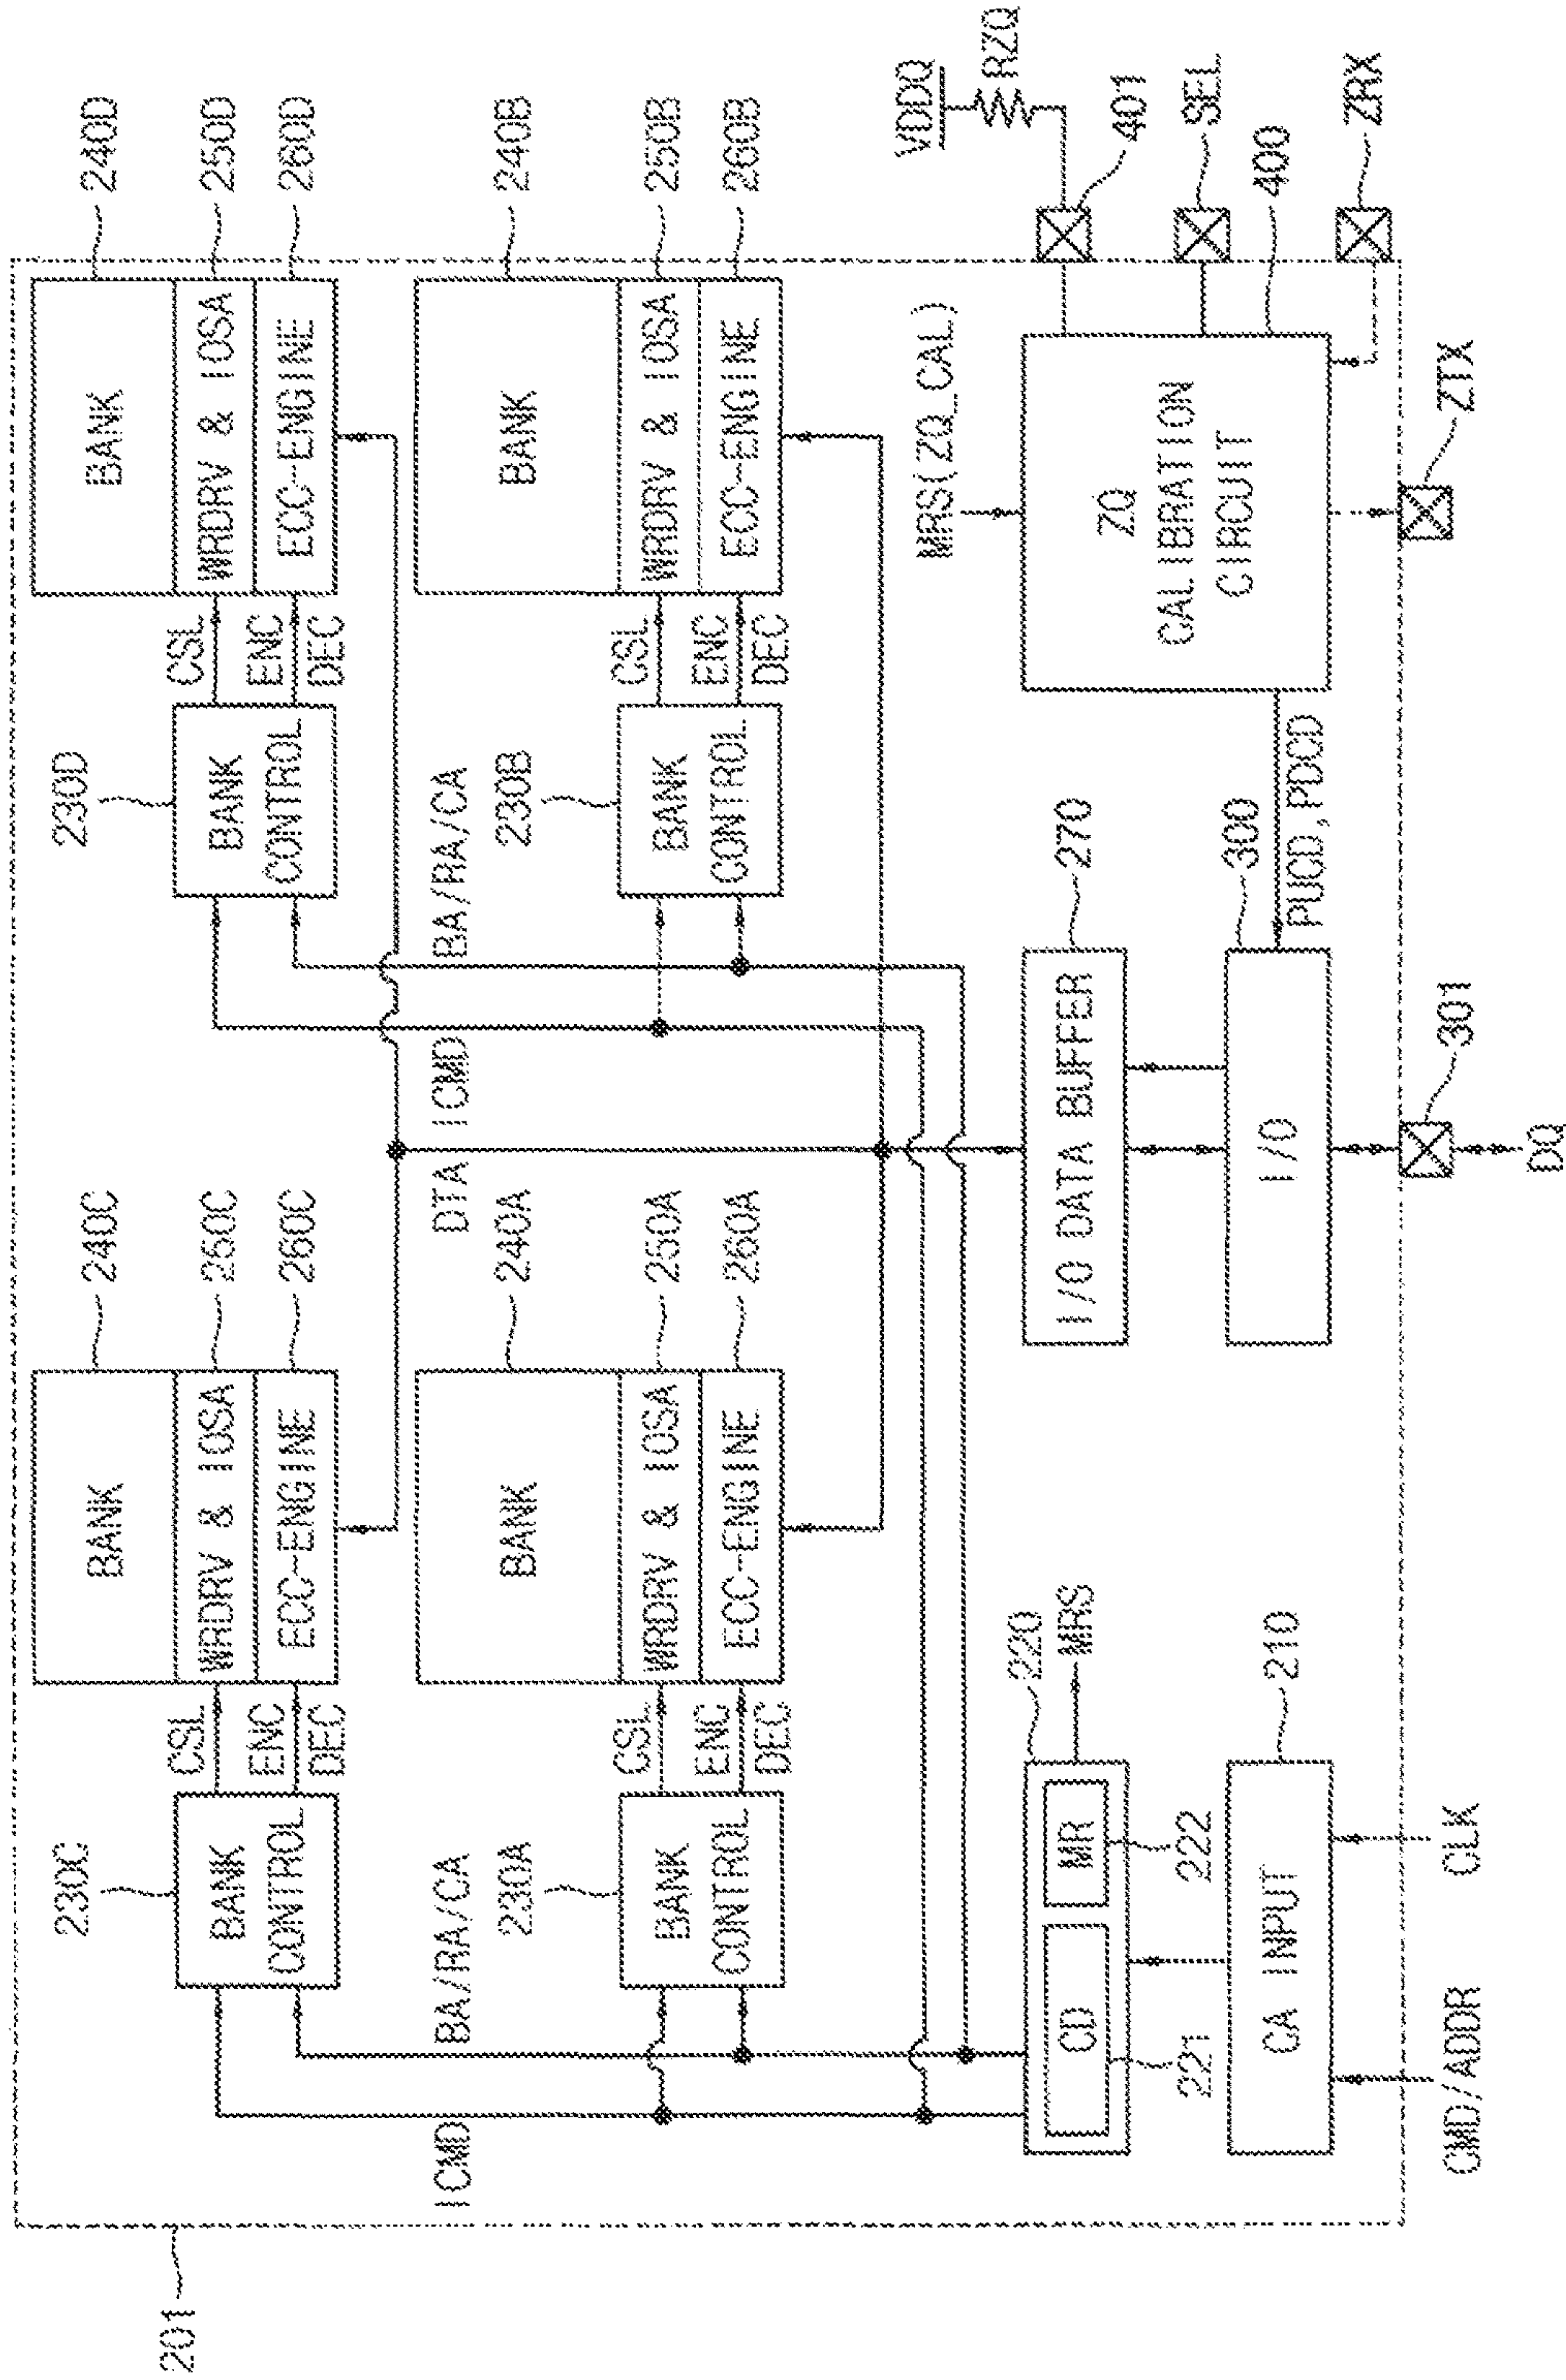 201
230C
240C
230D
240D
BANK
BANK
BANK
CONTROL
CSL
WRDRV & IOSA
250C
BANK
CONTROL
CSL
WRDRV & IOSA
250D
ENC
DEC
ECC-ENGINE
260C
ENC
DEC
ECC-ENGINE
260D
ICMD
BA/RA/CA
DTA
ICMD
BA/RA/CA
230A
240A
230B
240B
BANK
BANK
BANK
CONTROL
CSL
WRDRV & IOSA
250A
BANK
CONTROL
CSL
WRDRV & IOSA
250B
ENC
DEC
ECC-ENGINE
260A
ENC
DEC
ECC-ENGINE
260B
MRS(ZQ_CAL)
VDDQ
RZQ
220
CD
MR
MRS
221
222
I/O DATA BUFFER
270
ZQ
CALIBRATION
CIRCUIT
401
SEL
400
ZRX
CA INPUT
210
I/O
300
PUCD,PDCD
CMD/ADDR
CLK
301
DQ
ZTX